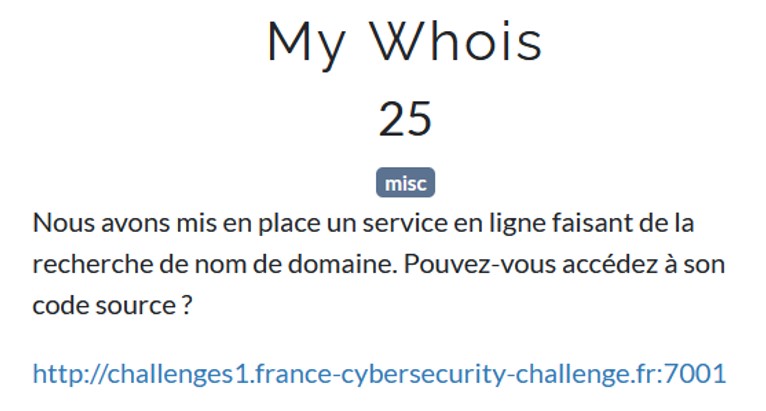 My Whois
25
misc
Nous avons mis en place un service en ligne faisant de la
recherche de nom de domaine. Pouvez-vous accédez à son
code source ?
http://challenges1.france-cybersecurity-challenge.fr:7001